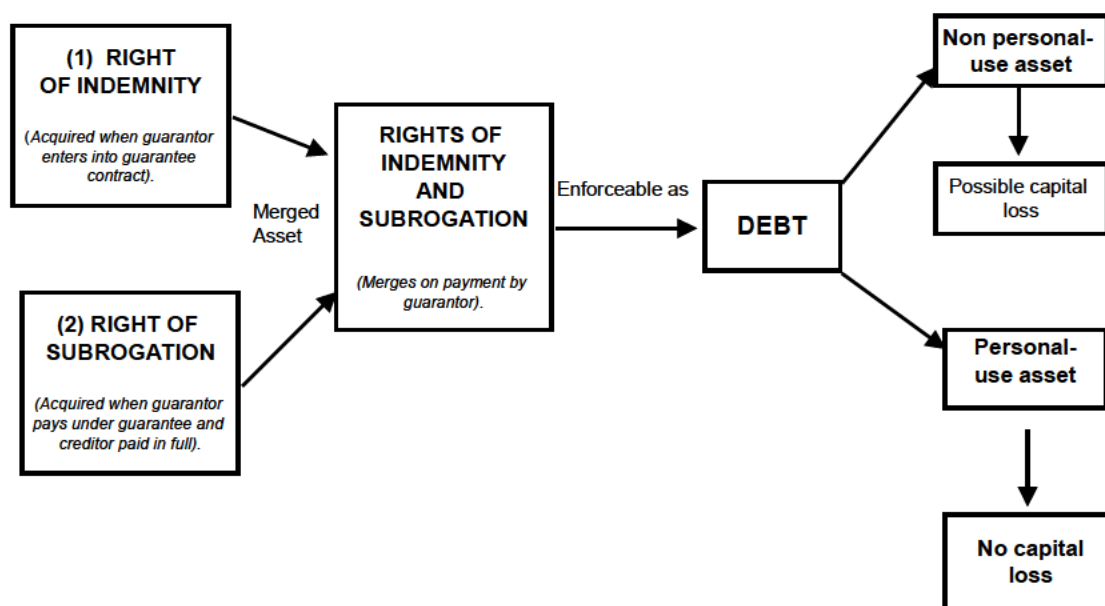 (1) RIGHT
OF INDEMNITY
(Acquired when guarantor
enters into guarantee
contract).
Merged
Asset
(2) RIGHT OF
SUBROGATION
(Acquired when guarantor
pays under guarantee and
creditor paid in full).
RIGHTS OF
INDEMNITY
AND
SUBROGATION
(Merges on payment by
guarantor).
Enforceable as
DEBT
Non personal-
use asset
Possible capital
loss
Personal-
use asset
No capital
loss